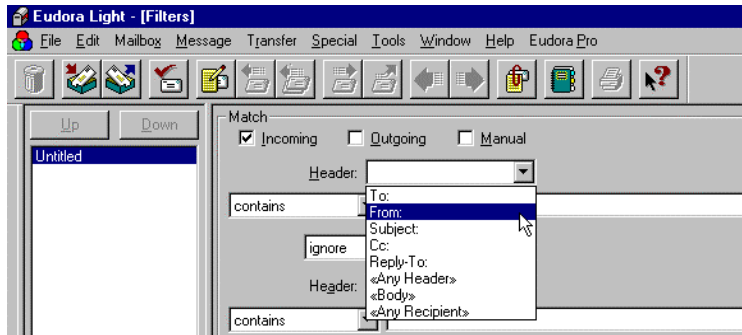 Eudora Light - [Filters]
File Edit Mailbox Message Transfer Special Tools Window Help Eudora Pro
Up Down
Untitled
Match
Incoming Outgoing Manual
Header:
To:
contains
From:
Subject:
ignore
Cc:
Reply-To:
Header:
«Any Header»
«Body»
«Any Recipient»
contains